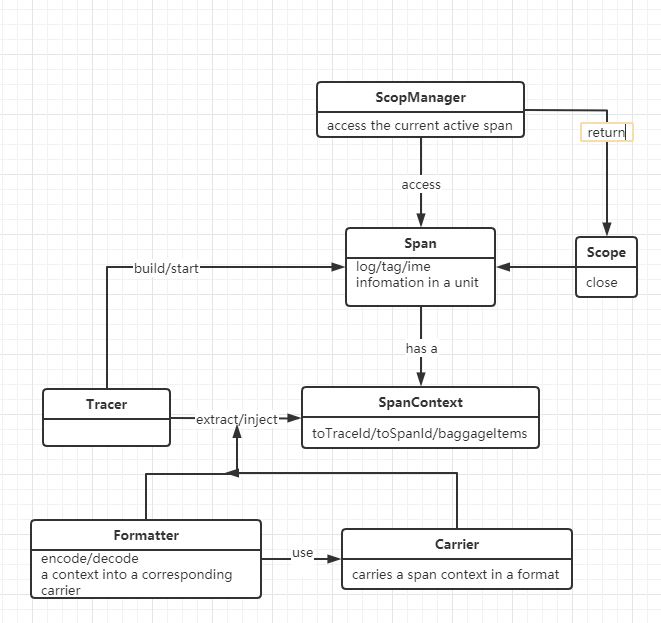 ScopManager
access the current active span
return
access
Span
log/tag/ime
infomation in a unit
Scope
close
build/start
has a
Tracer
extract/inject
SpanContext
toTraceId/toSpanId/baggageItems
Formatter
encode/decode
a context into a corresponding
carrier
use
Carrier
carries a span context in a format